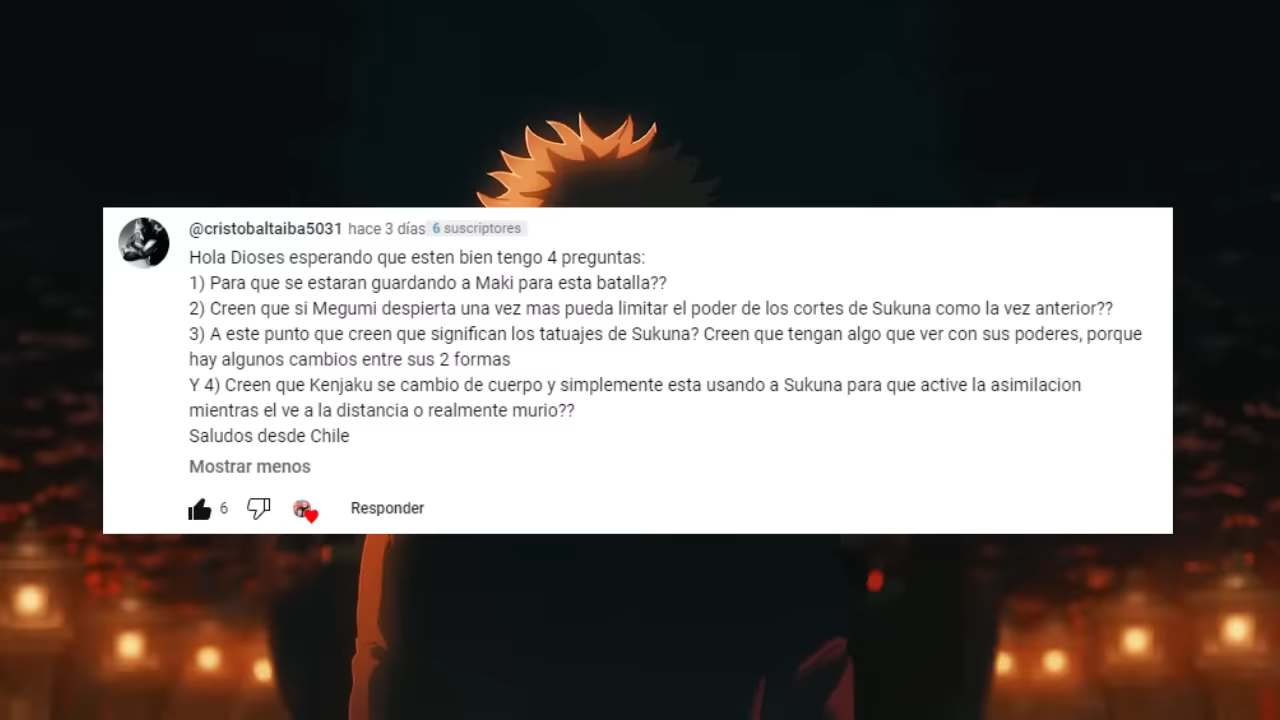 @cristobaltaiba5031 hace 3 días 6 suscriptores
Hola Dioses esperando que esten bien tengo 4 preguntas:
1) Para que se estaran guardando a Maki para esta batalla??
2) Creen que si Megumi despierta una vez mas pueda limitar el poder de los cortes de Sukuna como la vez anterior??
3) A este punto que creen que significan los tatuajes de Sukuna? Creen que tengan algo que ver con sus poderes, porque
hay algunos cambios entre sus 2 formas
Y 4) Creen que Kenjaku se cambio de cuerpo y simplemente esta usando a Sukuna para que active la asimilacion
mientras el ve a la distancia o realmente murio??
Saludos desde Chile
Mostrar menos
6 Responder